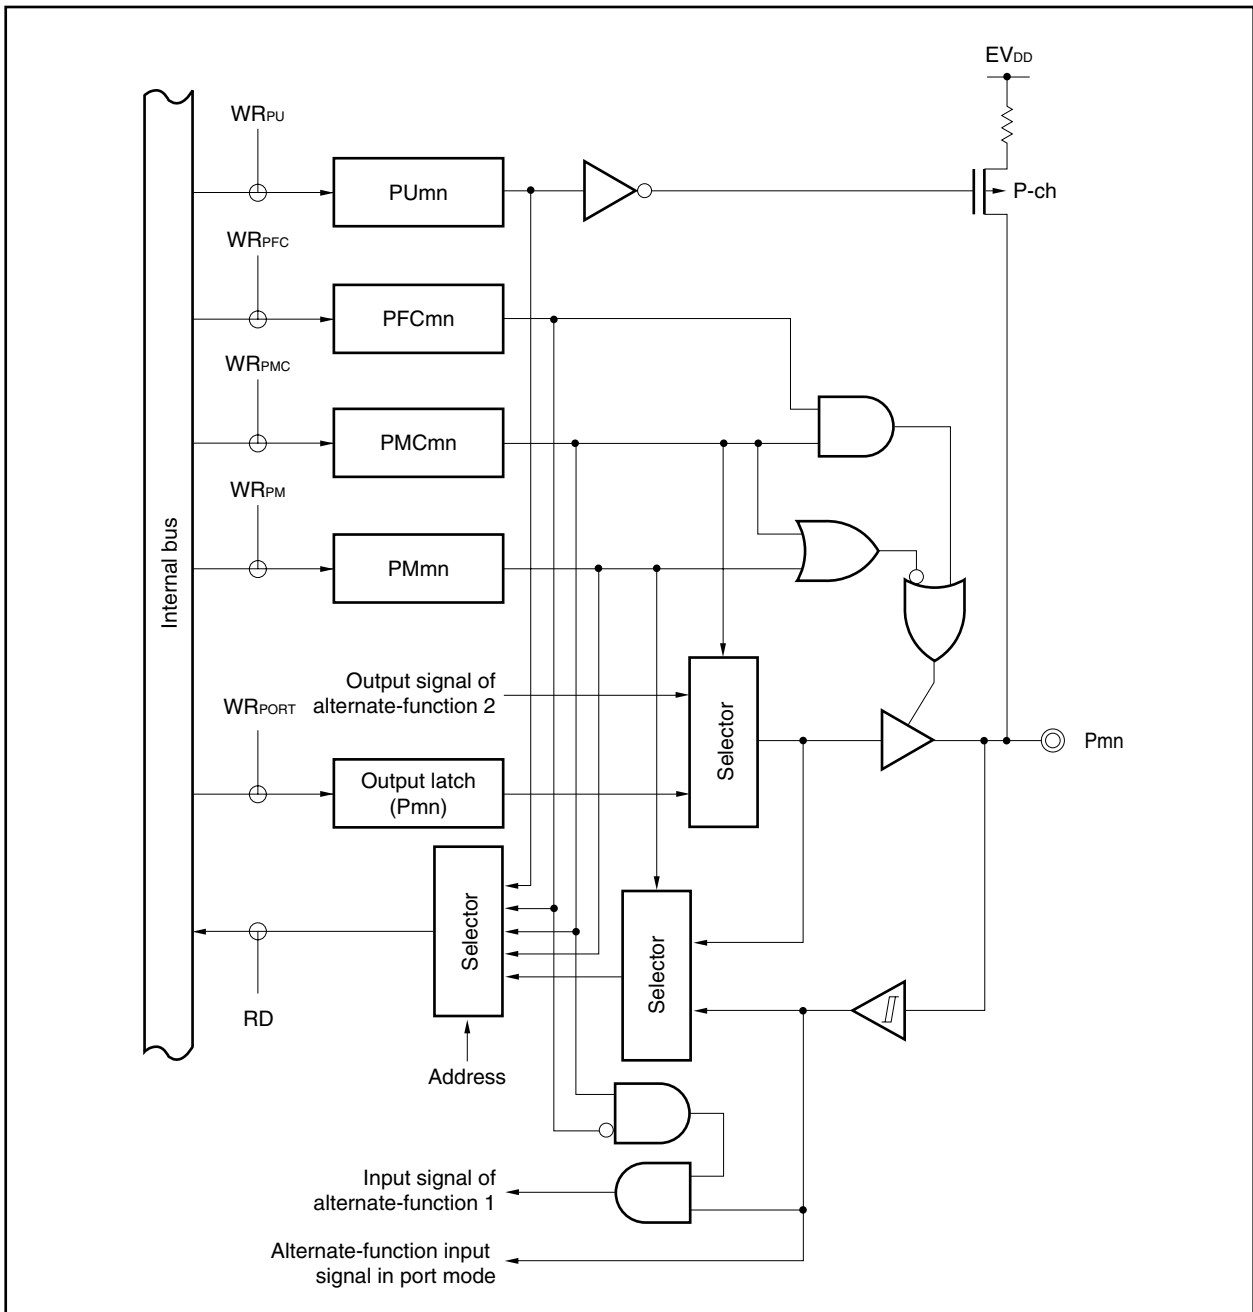 EVDD
WRPU
PUmn
P-ch
WRPFC
PFCmn
WRPMC
PMCmn
WRPM
PMmn
Internal bus
Output signal of
alternate-function 2
Selector
WRPORT
Pmn
Output latch
(Pmn)
Selector
Selector
RD
Address
Input signal of
alternate-function 1
Alternate-function input
signal in port mode